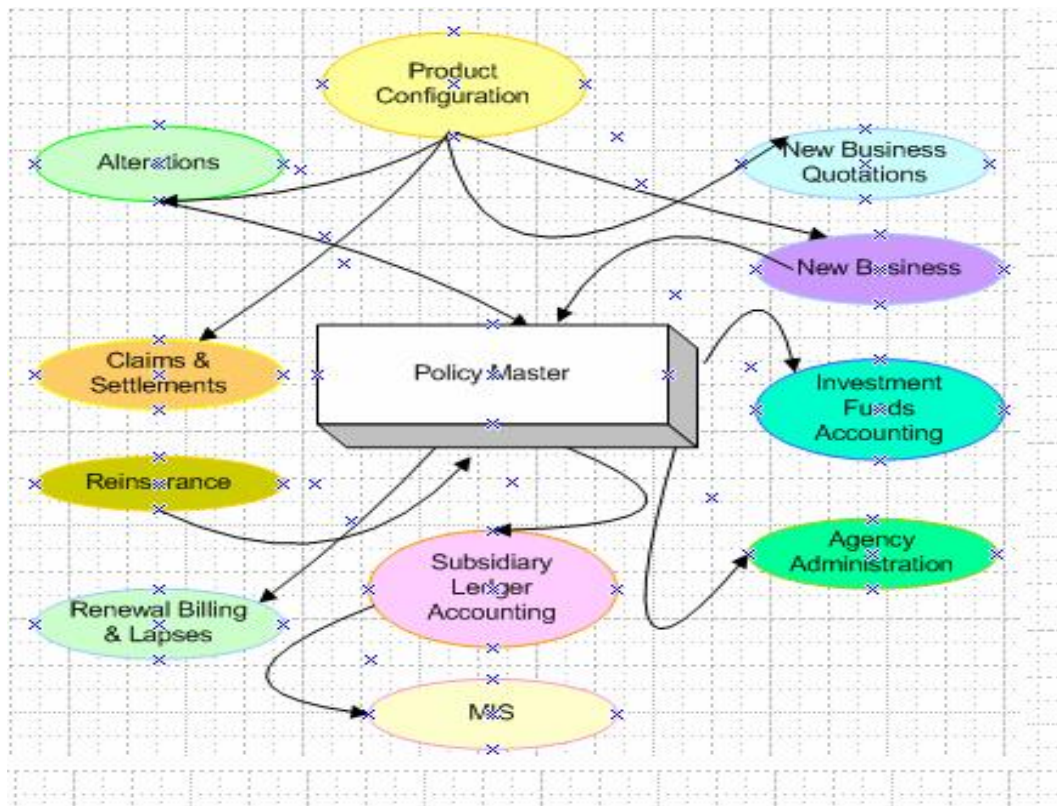 Product
Configuration
Alterations
New Business
Quotations
New Business
Claims &
Settlements
Policy Master
Investment
Funds
Accounting
Reinsurance
Subsidiary
Ledger
Accounting
Agency
Administration
Renewal Billing
& Lapses
MIS